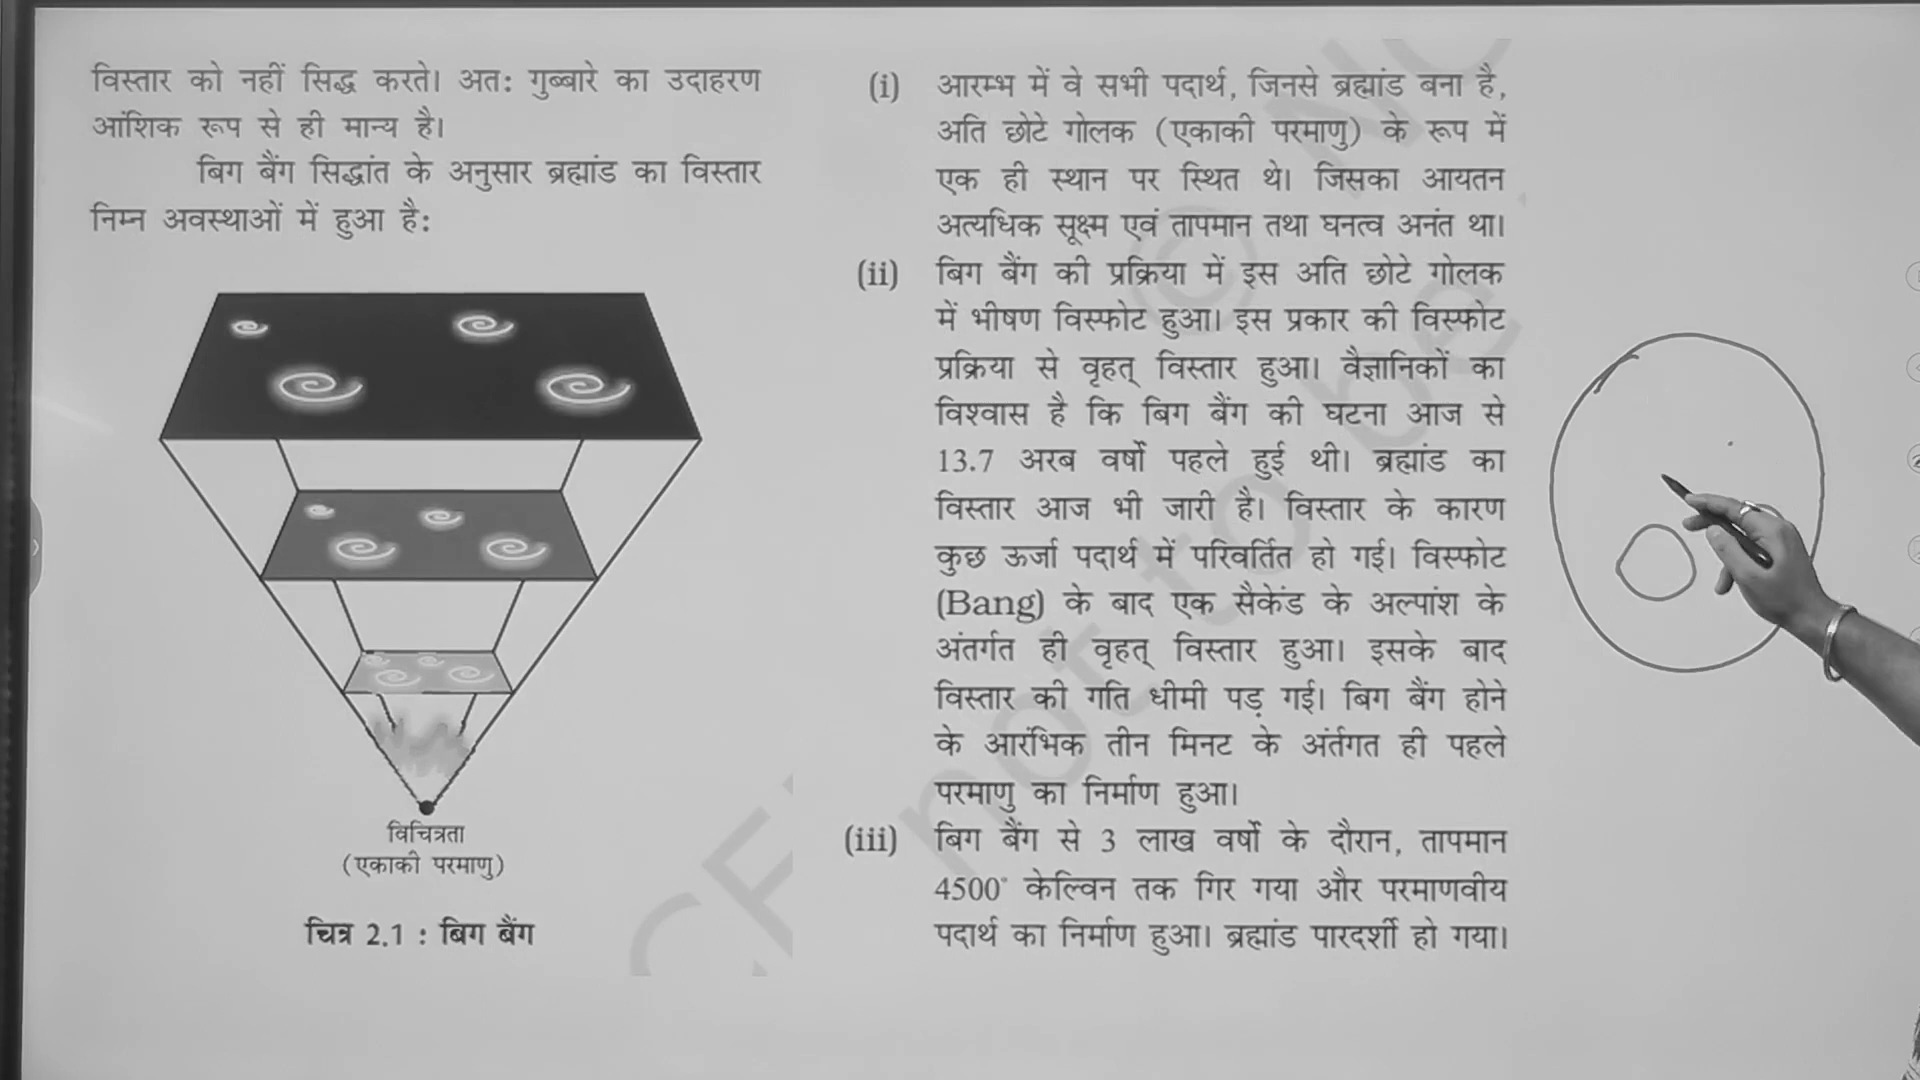 विस्तार को नहीं सिद्ध करते। अतः गुब्बारे का उदाहरण
आंशिक रूप से ही मान्य है।
बिग बैंग सिद्धांत के अनुसार ब्रह्मांड का विस्तार
निम्न अवस्थाओं में हुआ है:
विचित्रता
(एकाकी परमाणु)
चित्र 2.1 : बिग बैंग
(i) आरम्भ में वे सभी पदार्थ, जिनसे ब्रह्मांड बना है,
अति छोटे गोलक (एकाकी परमाणु) के रूप में
एक ही स्थान पर स्थित थे। जिसका आयतन
अत्यधिक सूक्ष्म एवं तापमान तथा घनत्व अनंत था।
(ii) बिग बैंग की प्रक्रिया में इस अति छोटे गोलक
में भीषण विस्फोट हुआ। इस प्रकार की विस्फोट
प्रक्रिया से वृहत् विस्तार हुआ। वैज्ञानिकों का
विश्वास है कि बिग बैंग की घटना आज से
13.7 अरब वर्षों पहले हुई थी। ब्रह्मांड का
विस्तार आज भी जारी है। विस्तार के कारण
कुछ ऊर्जा पदार्थ में परिवर्तित हो गई। विस्फोट
(Bang) के बाद एक सैकेंड के अल्पांश के
अंतर्गत ही वृहत् विस्तार हुआ। इसके बाद
विस्तार की गति धीमी पड़ गई। बिग बैंग होने
के आरंभिक तीन मिनट के अंर्तगत ही पहले
परमाणु का निर्माण हुआ।
(iii) बिग बैंग से 3 लाख वर्षों के दौरान, तापमान
4500° केल्विन तक गिर गया और परमाणवीय
पदार्थ का निर्माण हुआ। ब्रह्मांड पारदर्शी हो गया।
not to be